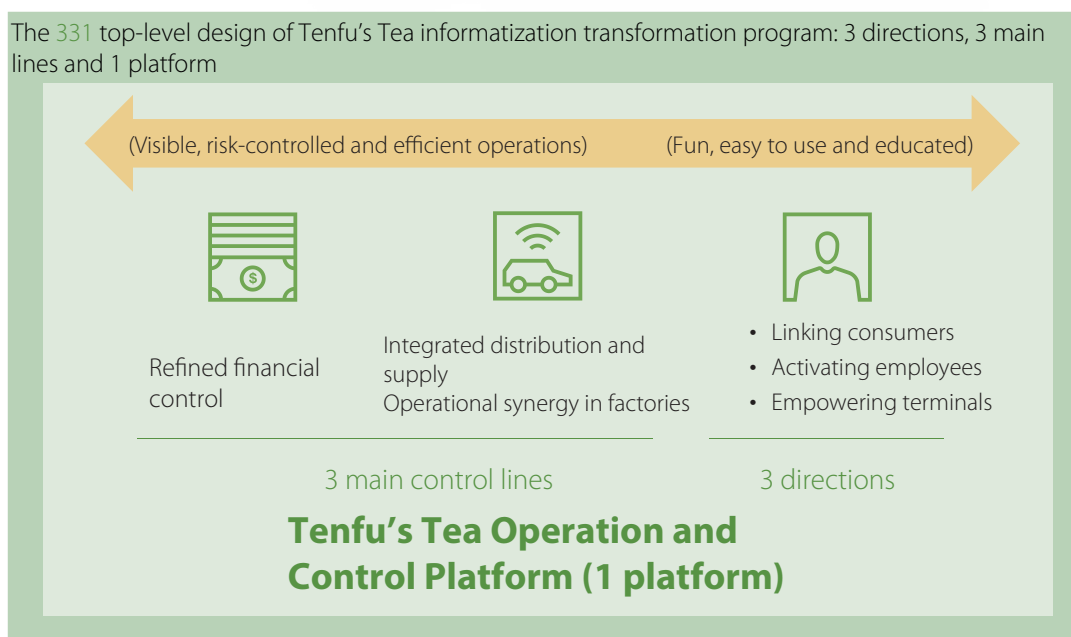 The 331 top-level design of Tenfu's Tea informatization transformation program: 3 directions, 3 main
lines and 1 platform
(Visible, risk-controlled and efficient operations)
(Fun, easy to use and educated)
$
Refined financial
control
Integrated distribution and
supply
Operational synergy in factories
• Linking consumers
• Activating employees
• Empowering terminals
3 main control lines
3 directions
Tenfu's Tea Operation and
Control Platform (1 platform)